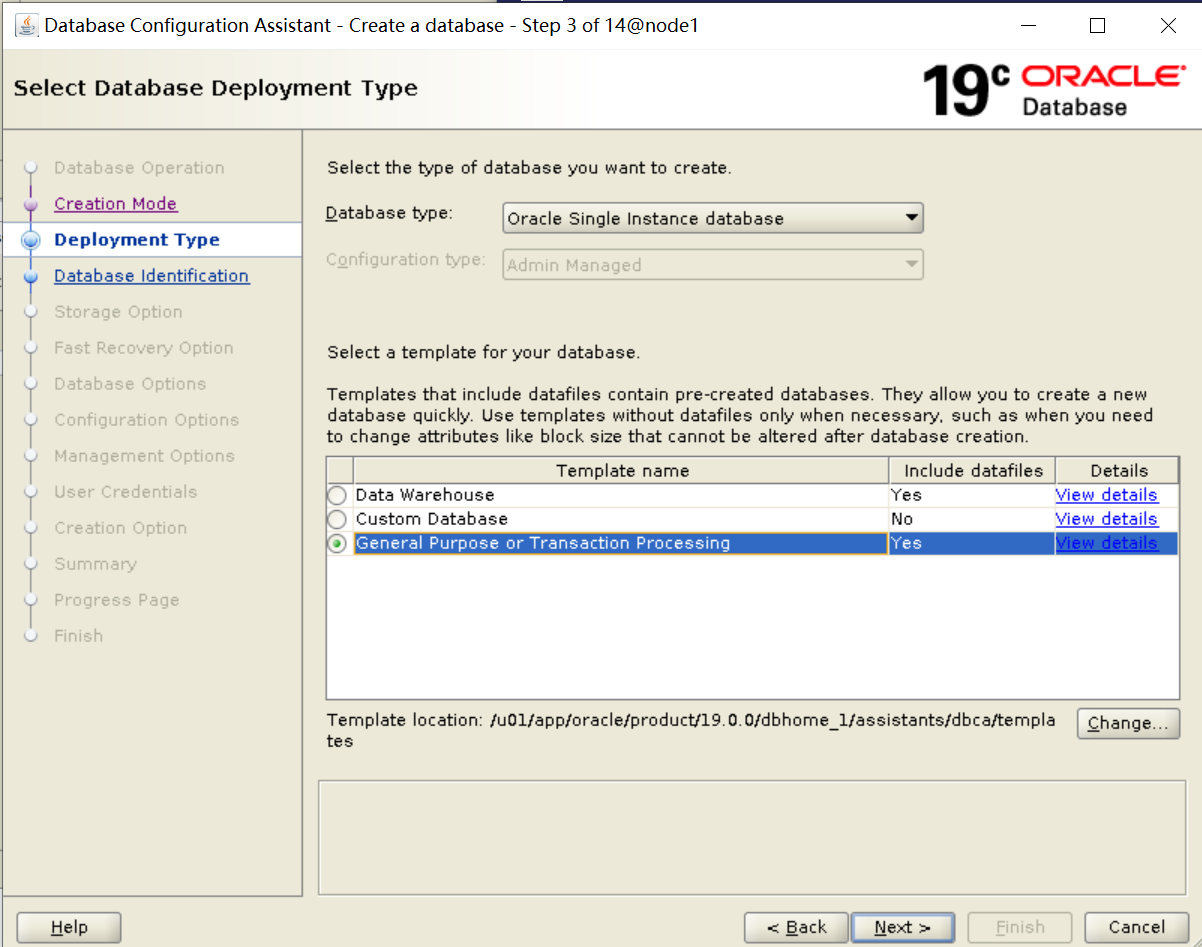 Database Configuration Assistant - Create a database - Step 3 of 14@node1
Select Database Deployment Type
19c ORACLE
Database
Database Operation
Creation Mode
Deployment Type
Database Identification
Storage Option
Fast Recovery Option
Database Options
Configuration Options
Management Options
User Credentials
Creation Option
Summary
Progress Page
Finish
Select the type of database you want to create.
Database type: Oracle Single Instance database
Configuration type: Admin Managed
Select a template for your database.
Templates that include datafiles contain pre-created databases. They allow you to create a new
database quickly. Use templates without datafiles only when necessary, such as when you need
to change attributes like block size that cannot be altered after database creation.
Template name Include datafiles Details
Data Warehouse Yes View details
Custom Database No View details
General Purpose or Transaction Processing Yes View details
Template location: /u01/app/oracle/product/19.0.0/dbhome_1/assistants/dbca/templa
tes
Change...
Help < Back Next > Finish Cancel